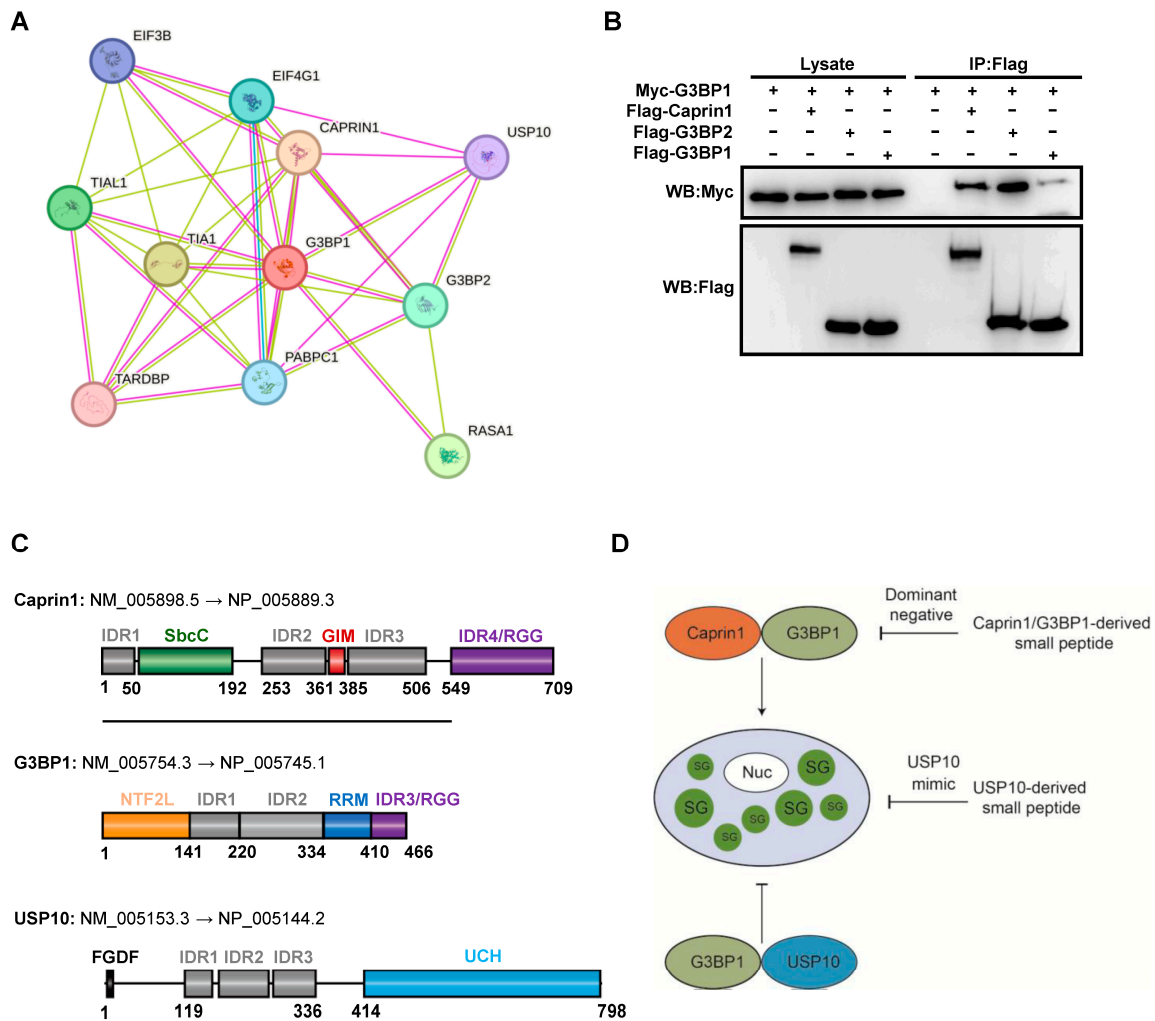 A
EIF3B
EIF4G1
CAPRIN1
USP10
TIAL1
TIA1
G3BP1
G3BP2
PABPC1
TARDBP
RASA1
B
Lysate IP:Flag
Myc-G3BP1 + + + + + + + +
Flag-Caprin1 – + – – – + – –
Flag-G3BP2 – – + – – – + –
Flag-G3BP1 – – – + – – – +
WB:Myc
WB:Flag
C
Caprin1: NM_005898.5 → NP_005889.3
IDR1 SbcC IDR2 GIM IDR3 IDR4/RGG
1 50 192 253 361 385 506 549 709
G3BP1: NM_005754.3 → NP_005745.1
NTF2L IDR1 IDR2 RRM IDR3/RGG
1 141 220 334 410 466
USP10: NM_005153.3 → NP_005144.2
FGDF IDR1 IDR2 IDR3 UCH
1 119 336 414 798
D
Caprin1 G3BP1
Dominant
negative
Caprin1/G3BP1-derived
small peptide
Nuc
SG
SG
SG
SG
SG
SG
SG
USP10
mimic
USP10-derived
small peptide
G3BP1 USP10